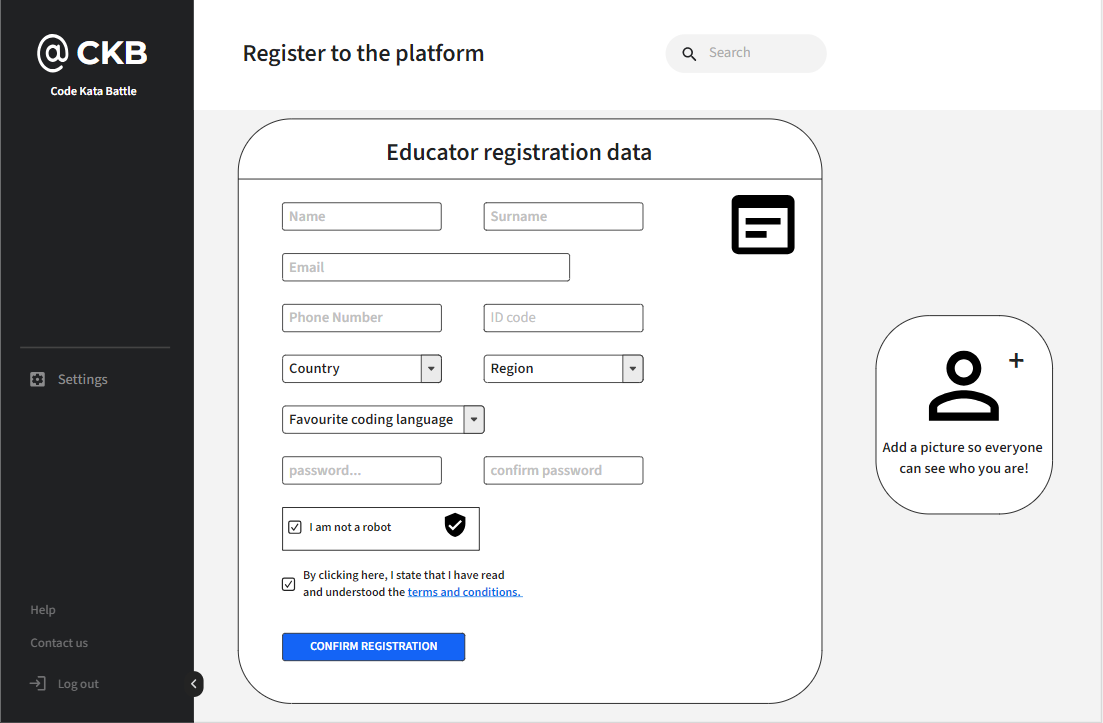 @ CKB
Code Kata Battle
Settings
Help
Contact us
Log out
Register to the platform
Search
Educator registration data
Name
Surname
Email
Phone Number
ID code
Country
Region
Favourite coding language
password...
confirm password
I am not a robot
By clicking here, I state that I have read
and understood the terms and conditions.
CONFIRM REGISTRATION
+
Add a picture so everyone
can see who you are!